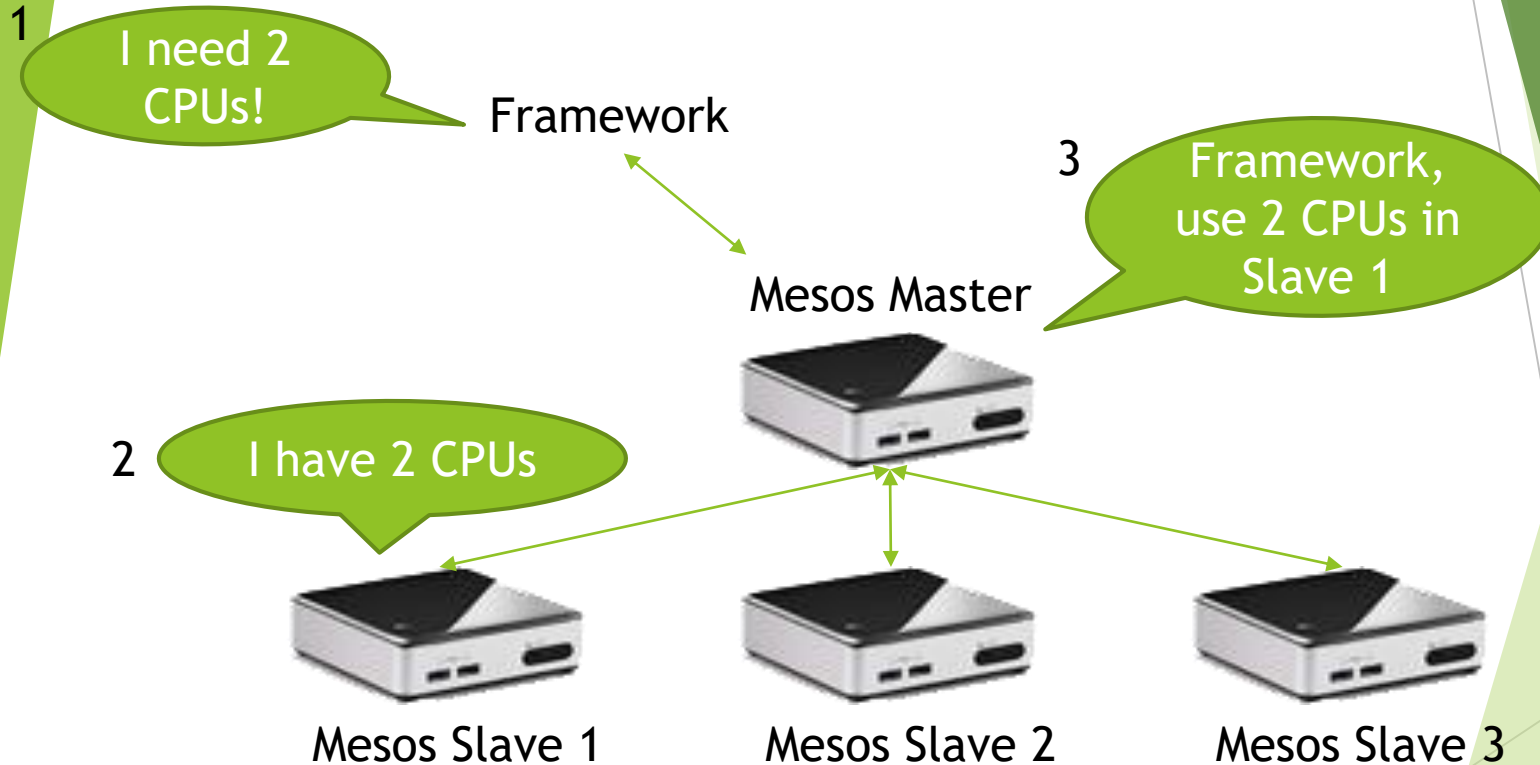 1
I need 2
CPUs!
Framework
3
Framework,
use 2 CPUs in
Slave 1
Mesos Master
2
I have 2 CPUs
Mesos Slave 1
Mesos Slave 2
Mesos Slave 3